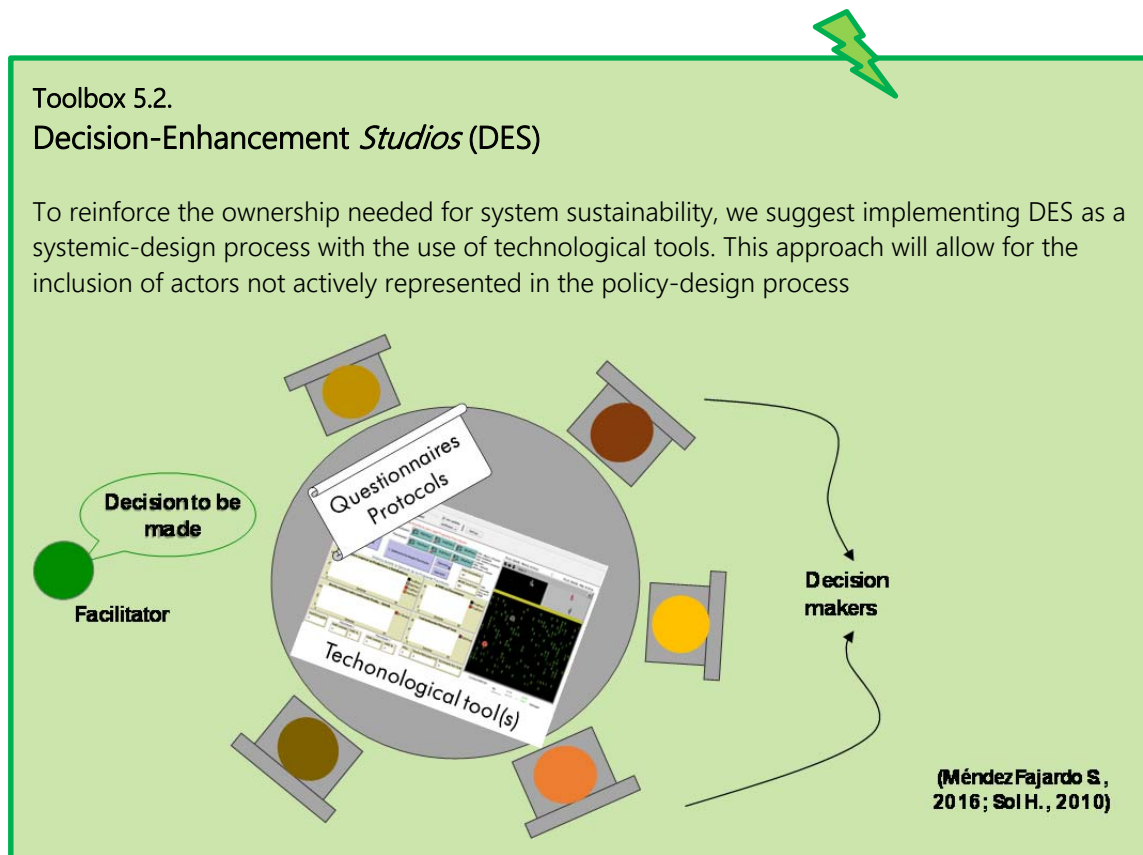 Toolbox 5.2.
Decision-Enhancement Studios (DES)
To reinforce the ownership needed for system sustainability, we suggest implementing DES as a
systemic-design process with the use of technological tools. This approach will allow for the
inclusion of actors not actively represented in the policy-design process
Questionnaires
Protocols
Decision to be
made
Facilitator
Techonological tool(s)
Decision
makers
(Méndez Fajardo S.,
2016; Sol H., 2010)